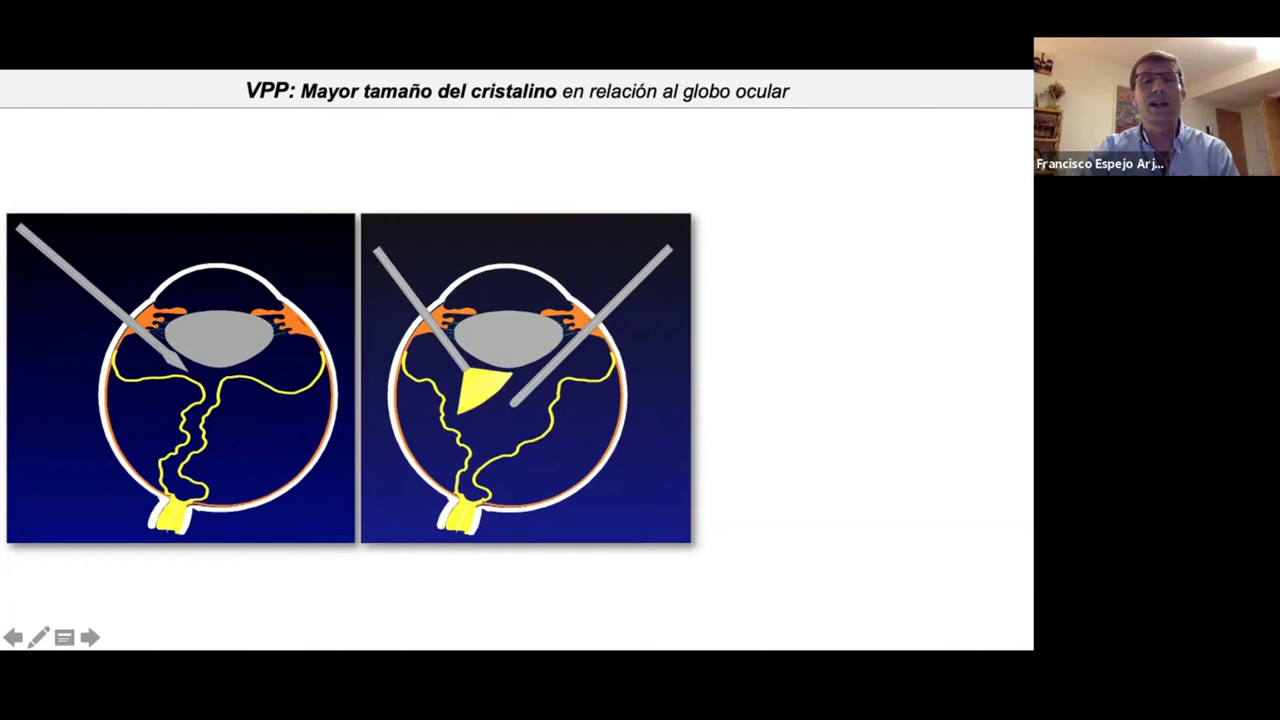 VPP: Mayor tamaño del cristalino en relación al globo ocular
Francisco Espejo Arj...